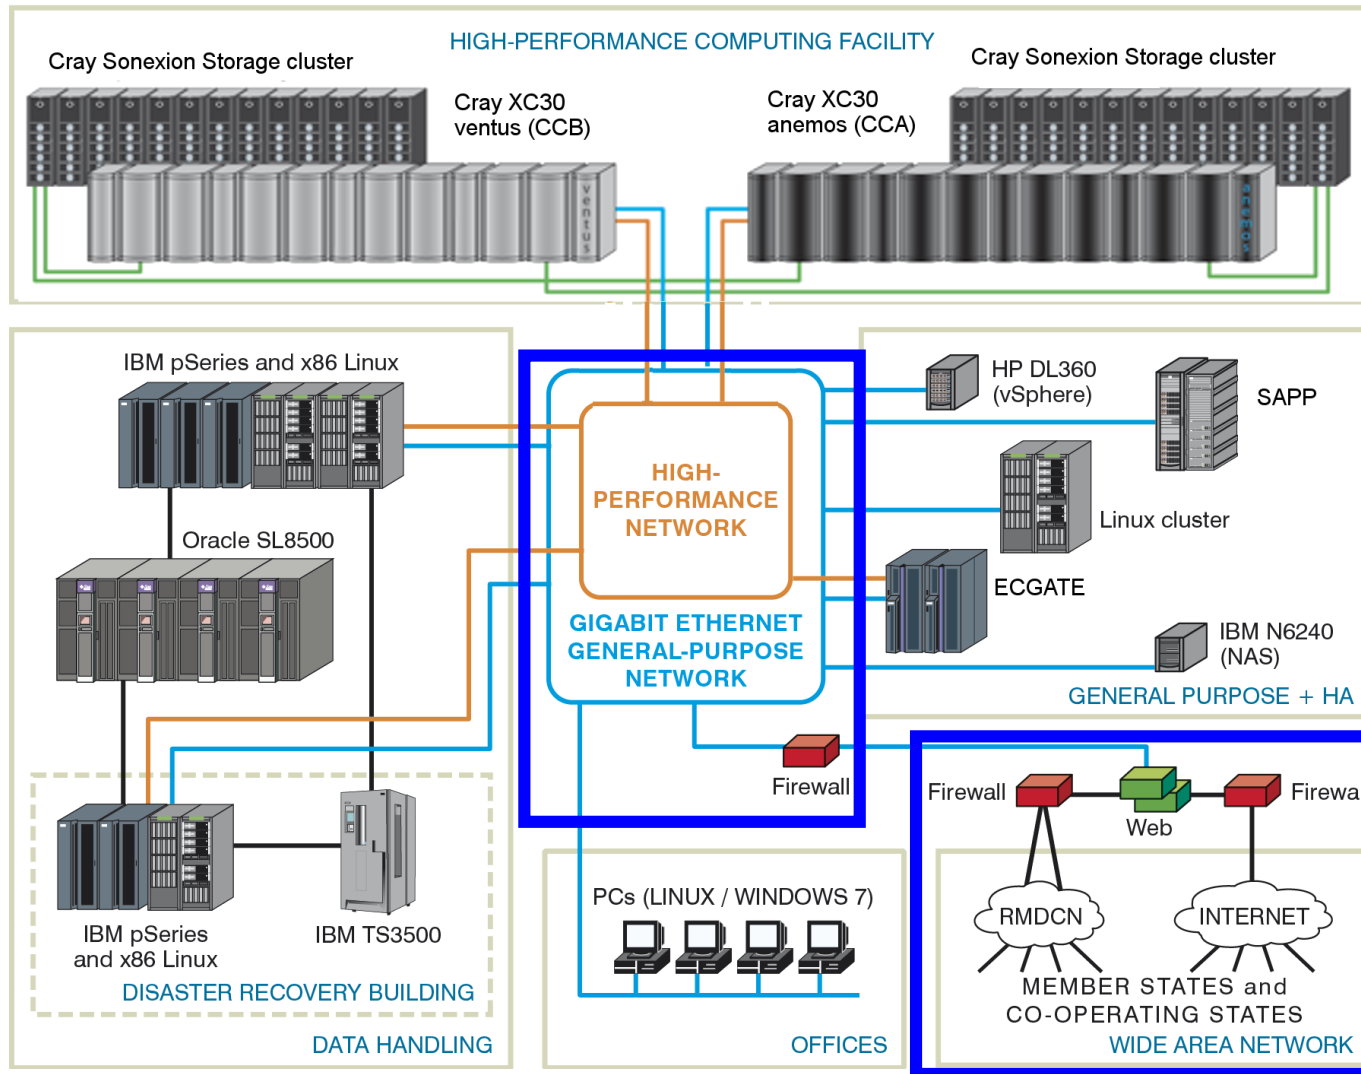 HIGH-PERFORMANCE COMPUTING FACILITY
Cray Sonexion Storage cluster
Cray Sonexion Storage cluster
Cray XC30
ventus (CCB)
Cray XC30
anemos (CCA)
ventus
anemos
IBM pSeries and x86 Linux
Oracle SL8500
IBM pSeries
and x86 Linux
IBM TS3500
DISASTER RECOVERY BUILDING
DATA HANDLING
HIGH-
PERFORMANCE
NETWORK
GIGABIT ETHERNET
GENERAL-PURPOSE
NETWORK
Firewall
HP DL360
(vSphere)
SAPP
Linux cluster
ECGATE
IBM N6240
(NAS)
GENERAL PURPOSE + HA
PCs (LINUX / WINDOWS 7)
OFFICES
Firewall
Web
Firewa
RMDCN
INTERNET
MEMBER STATES and
CO-OPERATING STATES
WIDE AREA NETWORK